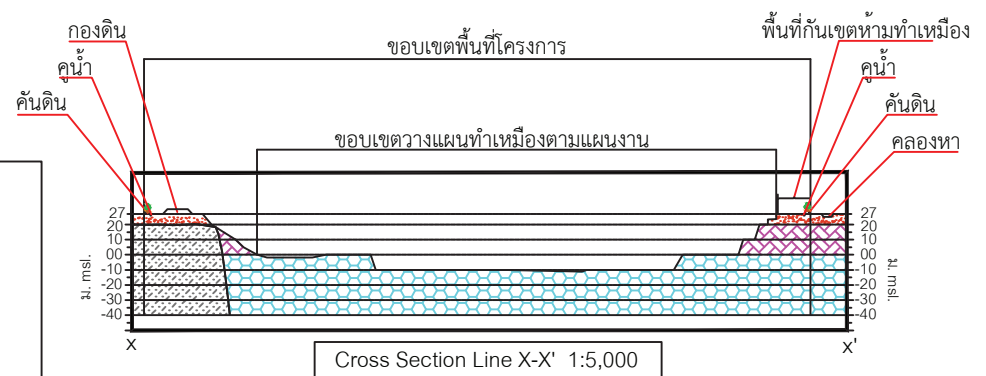 กองดิน
ขอบเขตพื้นที่โครงการ
พื้นที่กันเขตห้ามทำเหมือง
คูน้ำ
คูน้ำ
คันดิน
คันดิน
ขอบเขตวางแผนทำเหมืองตามแผนงาน
คลองหา
27
20
10
00
-10
-20
-30
-40
ม. msl.
27
20
10
00
-10
-20
-30
-40
ม. msl.
X
X'
Cross Section Line X-X' 1:5,000